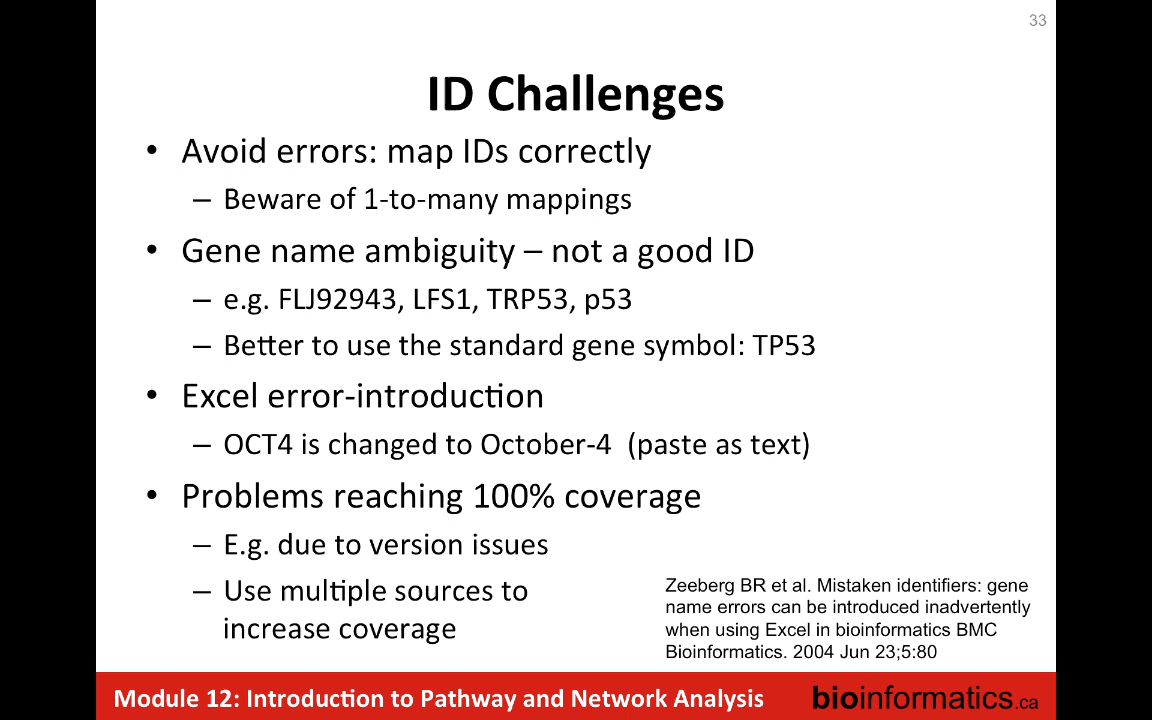 33
ID Challenges
• Avoid errors: map IDs correctly
– Beware of 1-to-many mappings
• Gene name ambiguity – not a good ID
– e.g. FLJ92943, LFS1, TRP53, p53
– Better to use the standard gene symbol: TP53
• Excel error-introduction
– OCT4 is changed to October-4 (paste as text)
• Problems reaching 100% coverage
– E.g. due to version issues
– Use multiple sources to
increase coverage
Zeeberg BR et al. Mistaken identifiers: gene
name errors can be introduced inadvertently
when using Excel in bioinformatics BMC
Bioinformatics. 2004 Jun 23;5:80
Module 12: Introduction to Pathway and Network Analysis
bioinformatics.ca